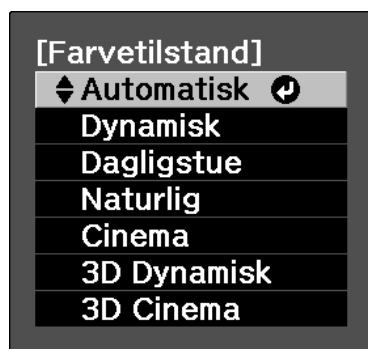 [Farvetilstand]
Automatisk
Dynamisk
Dagligstue
Naturlig
Cinema
3D Dynamisk
3D Cinema